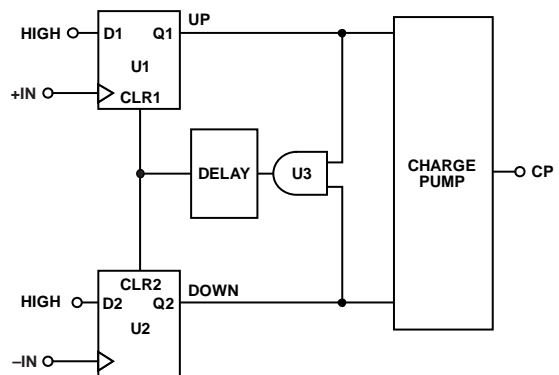 HIGH
D1
Q1
UP
U1
+IN
CLR1
DELAY
U3
CHARGE
PUMP
CP
CLR2
HIGH
D2
Q2
DOWN
U2
–IN